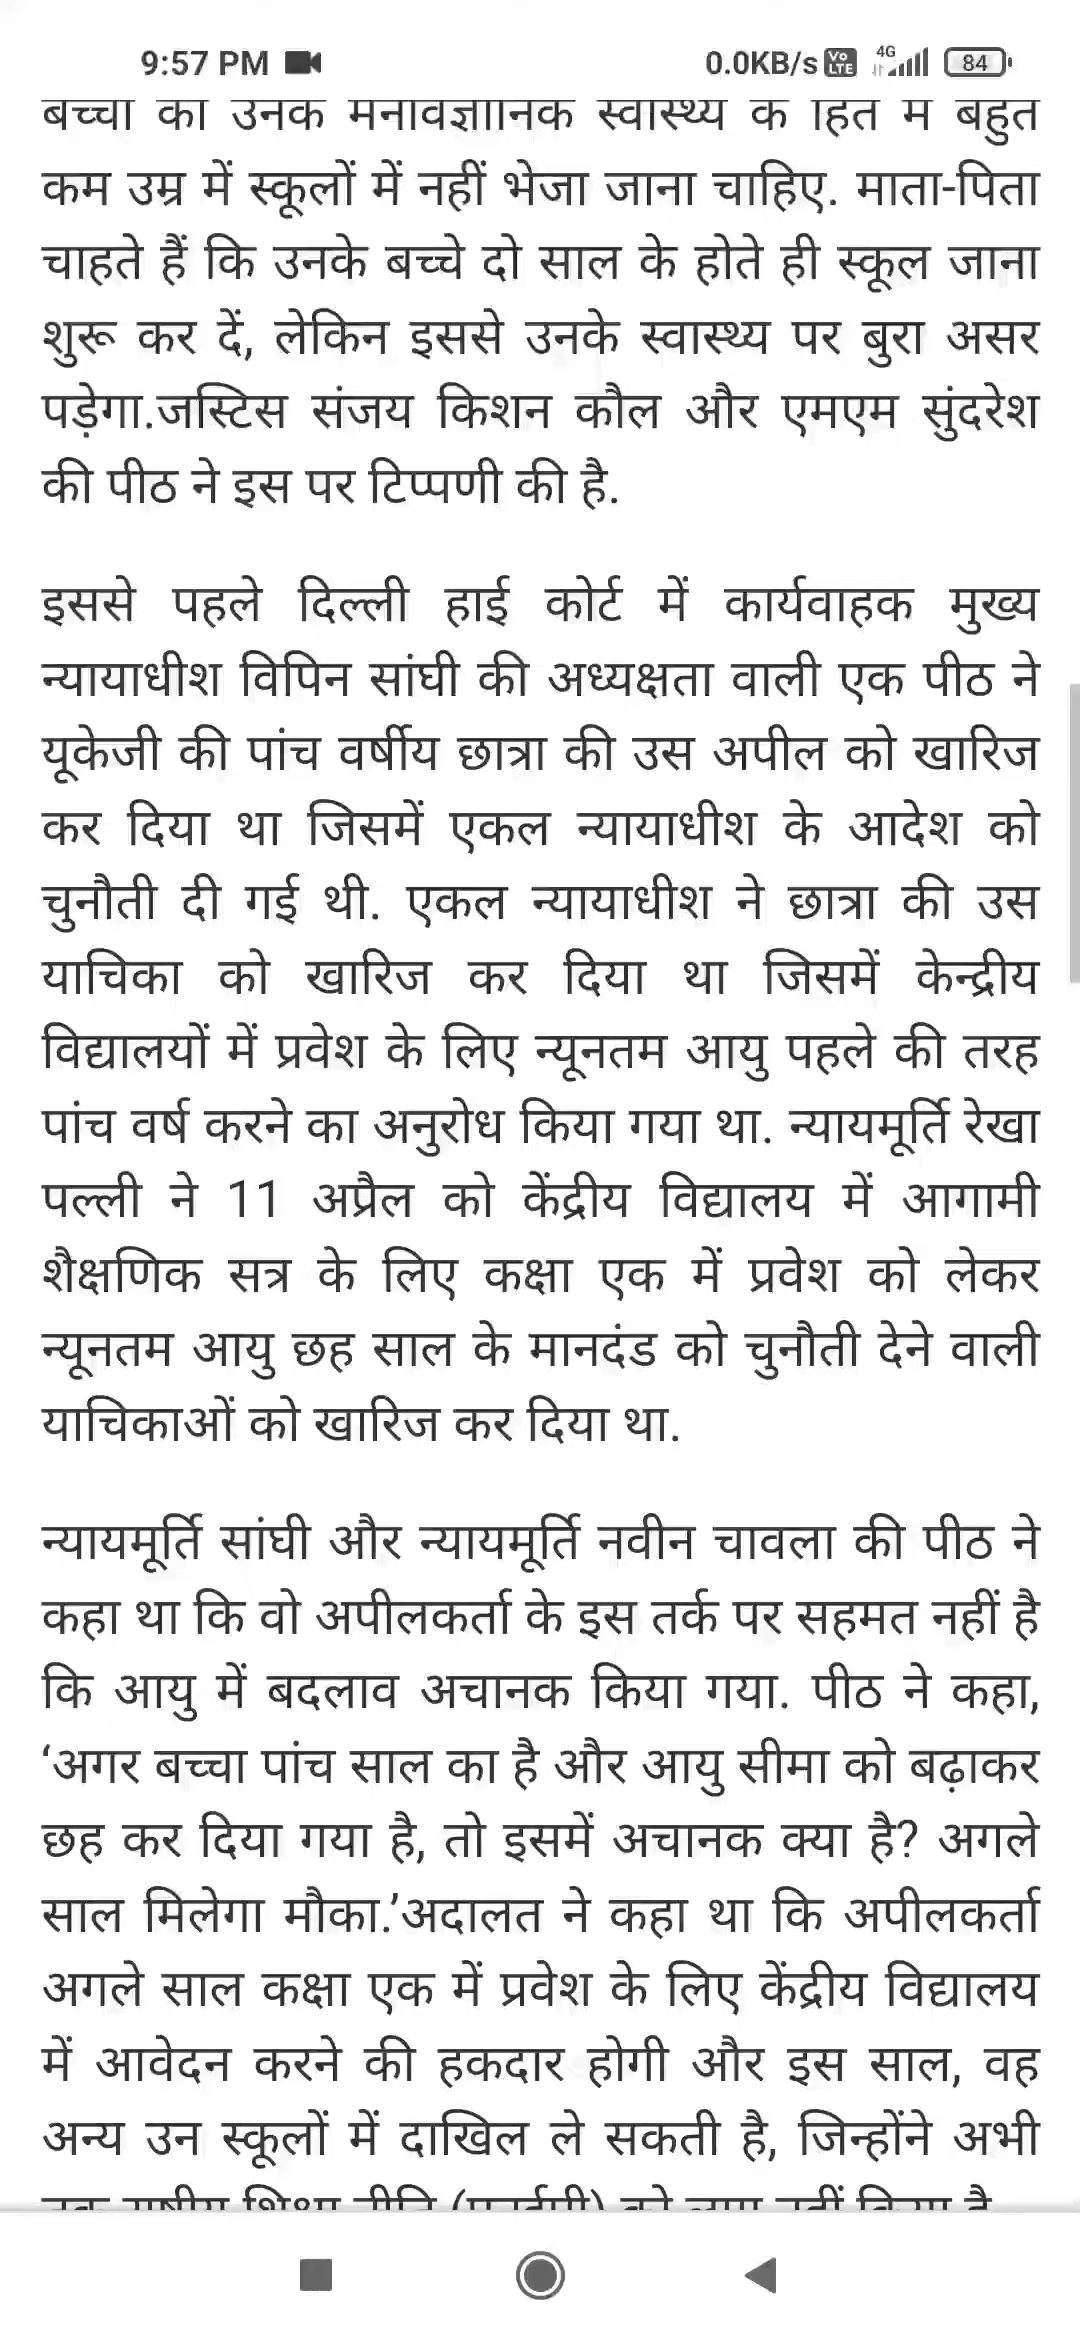 9:57 PM
0.0KB/s Vo LTE 4G 84
बच्चों को उनके मनोवैज्ञानिक स्वास्थ्य के हित में बहुत
कम उम्र में स्कूलों में नहीं भेजा जाना चाहिए. माता-पिता
चाहते हैं कि उनके बच्चे दो साल के होते ही स्कूल जाना
शुरू कर दें, लेकिन इससे उनके स्वास्थ्य पर बुरा असर
पड़ेगा.जस्टिस संजय किशन कौल और एमएम सुंदरेश
की पीठ ने इस पर टिप्पणी की है.
इससे पहले दिल्ली हाई कोर्ट में कार्यवाहक मुख्य
न्यायाधीश विपिन सांघी की अध्यक्षता वाली एक पीठ ने
यूकेजी की पांच वर्षीय छात्रा की उस अपील को खारिज
कर दिया था जिसमें एकल न्यायाधीश के आदेश को
चुनौती दी गई थी. एकल न्यायाधीश ने छात्रा की उस
याचिका को खारिज कर दिया था जिसमें केन्द्रीय
विद्यालयों में प्रवेश के लिए न्यूनतम आयु पहले की तरह
पांच वर्ष करने का अनुरोध किया गया था. न्यायमूर्ति रेखा
पल्ली ने 11 अप्रैल को केंद्रीय विद्यालय में आगामी
शैक्षणिक सत्र के लिए कक्षा एक में प्रवेश को लेकर
न्यूनतम आयु छह साल के मानदंड को चुनौती देने वाली
याचिकाओं को खारिज कर दिया था.
न्यायमूर्ति सांघी और न्यायमूर्ति नवीन चावला की पीठ ने
कहा था कि वो अपीलकर्ता के इस तर्क पर सहमत नहीं है
कि आयु में बदलाव अचानक किया गया. पीठ ने कहा,
‘अगर बच्चा पांच साल का है और आयु सीमा को बढ़ाकर
छह कर दिया गया है, तो इसमें अचानक क्या है? अगले
साल मिलेगा मौका.’अदालत ने कहा था कि अपीलकर्ता
अगले साल कक्षा एक में प्रवेश के लिए केंद्रीय विद्यालय
में आवेदन करने की हकदार होगी और इस साल, वह
अन्य उन स्कूलों में दाखिल ले सकती है, जिन्होंने अभी
तक राष्ट्रीय शिक्षा नीति (एनईपी) को लागू नहीं किया है.